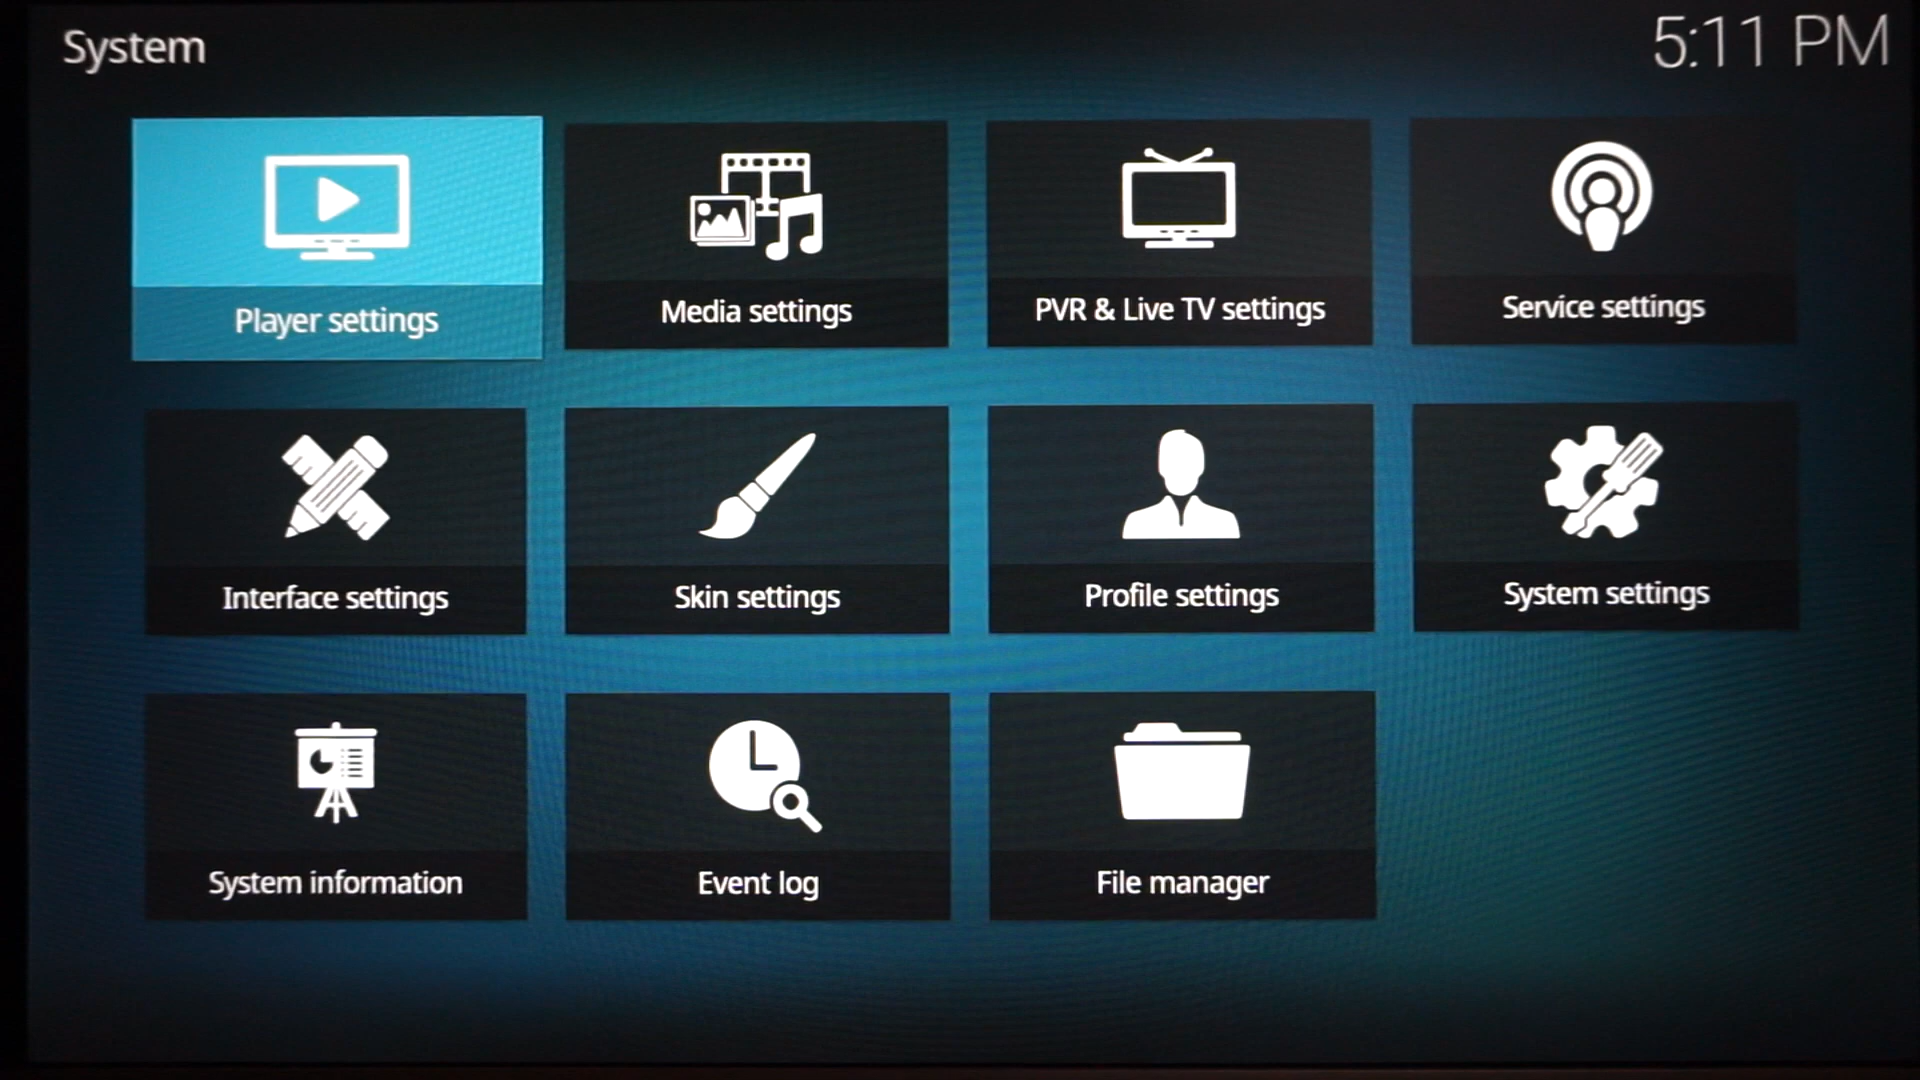 System
5:11 PM
Player settings
Media settings
PVR & Live TV settings
Service settings
Interface settings
Skin settings
Profile settings
System settings
System information
Event log
File manager